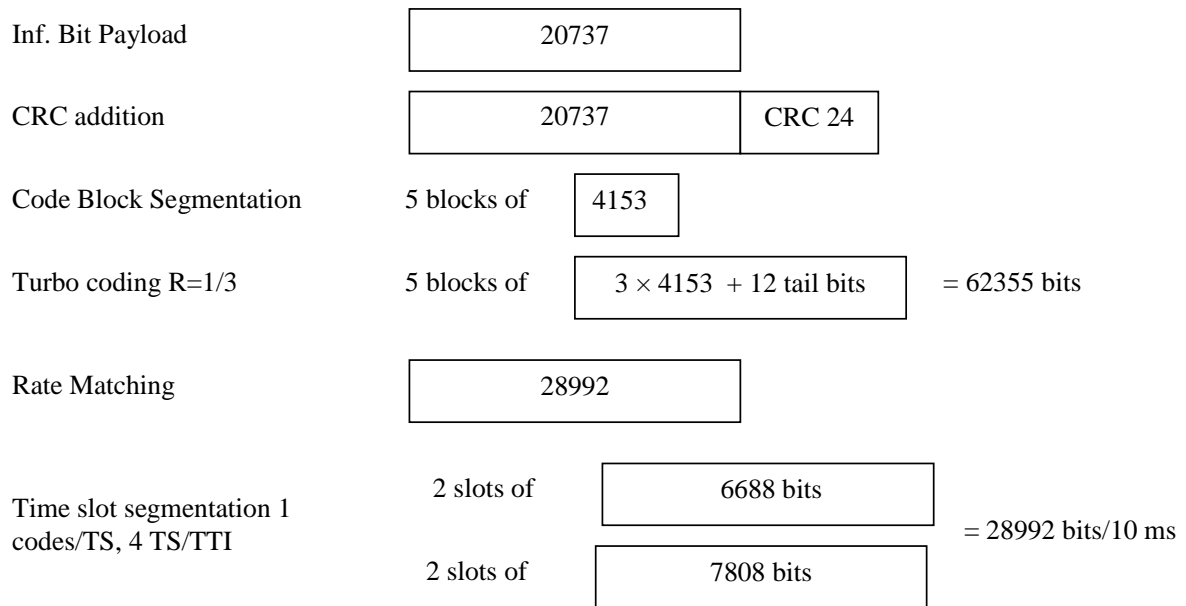 Inf. Bit Payload 20737
CRC addition 20737 CRC 24
Code Block Segmentation 5 blocks of 4153
Turbo coding R=1/3 5 blocks of 3 × 4153 + 12 tail bits = 62355 bits
Rate Matching 28992
Time slot segmentation 1
codes/TS, 4 TS/TTI
2 slots of 6688 bits
= 28992 bits/10 ms
2 slots of 7808 bits